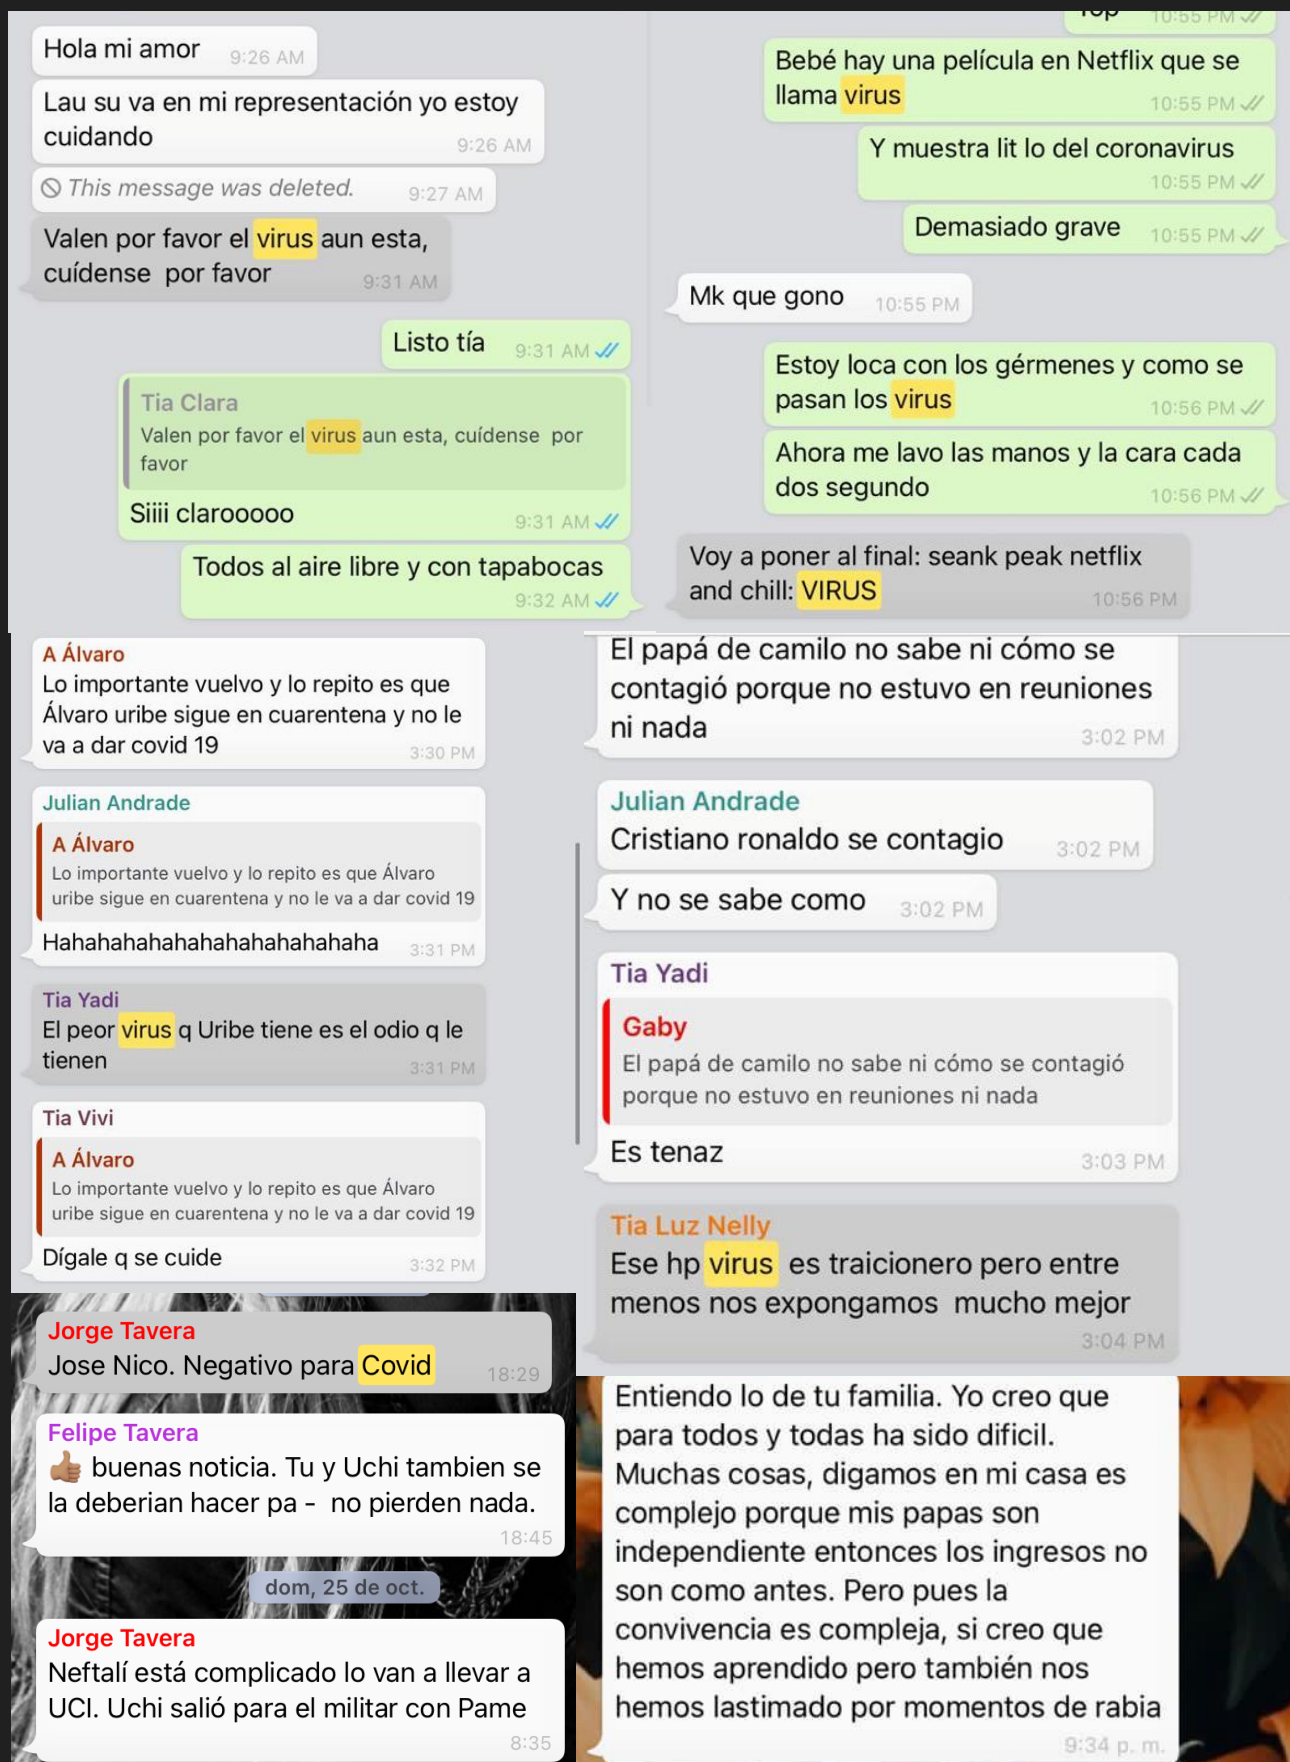 Hola mi amor 9:26 AM
Lau su va en mi representación yo estoy
cuidando 9:26 AM
This message was deleted. 9:27 AM
Valen por favor el virus aun esta,
cuídense por favor 9:31 AM
Listo tía 9:31 AM
Tia Clara
Valen por favor el virus aun esta, cuídense por
favor
Siiii clarooooo 9:31 AM
Todos al aire libre y con tapabocas
9:32 AM
10:55 PM
Bebé hay una película en Netflix que se
llama virus 10:55 PM
Y muestra lit lo del coronavirus
10:55 PM
Demasiado grave 10:55 PM
Mk que gono 10:55 PM
Estoy loca con los gérmenes y como se
pasan los virus 10:56 PM
Ahora me lavo las manos y la cara cada
dos segundo 10:56 PM
Voy a poner al final: seank peak netflix
and chill: VIRUS 10:56 PM
A Álvaro
Lo importante vuelvo y lo repito es que
Álvaro uribe sigue en cuarentena y no le
va a dar covid 19 3:30 PM
Julian Andrade
A Álvaro
Lo importante vuelvo y lo repito es que Álvaro
uribe sigue en cuarentena y no le va a dar covid 19
Hahahahahahahahahahahahaha 3:31 PM
Tia Yadi
El peor virus q Uribe tiene es el odio q le
tienen 3:31 PM
Tia Vivi
A Álvaro
Lo importante vuelvo y lo repito es que Álvaro
uribe sigue en cuarentena y no le va a dar covid 19
Dígale q se cuide 3:32 PM
El papá de camilo no sabe ni cómo se
contagió porque no estuvo en reuniones
ni nada 3:02 PM
Julian Andrade
Cristiano ronaldo se contagio 3:02 PM
Y no se sabe como 3:02 PM
Tia Yadi
Gaby
El papá de camilo no sabe ni cómo se contagió
porque no estuvo en reuniones ni nada
Es tenaz 3:03 PM
Tia Luz Nelly
Ese hp virus es traicionero pero entre
menos nos expongamos mucho mejor
3:04 PM
Jorge Tavera
Jose Nico. Negativo para Covid 18:29
Felipe Tavera
👍🏽 buenas noticia. Tu y Uchi tambien se
la deberian hacer pa - no pierden nada.
18:45
dom, 25 de oct.
Jorge Tavera
Neftalí está complicado lo van a llevar a
UCI. Uchi salió para el militar con Pame
8:35
Entiendo lo de tu familia. Yo creo que
para todos y todas ha sido dificil.
Muchas cosas, digamos en mi casa es
complejo porque mis papas son
independiente entonces los ingresos no
son como antes. Pero pues la
convivencia es compleja, si creo que
hemos aprendido pero también nos
hemos lastimado por momentos de rabia
9:34 p. m.